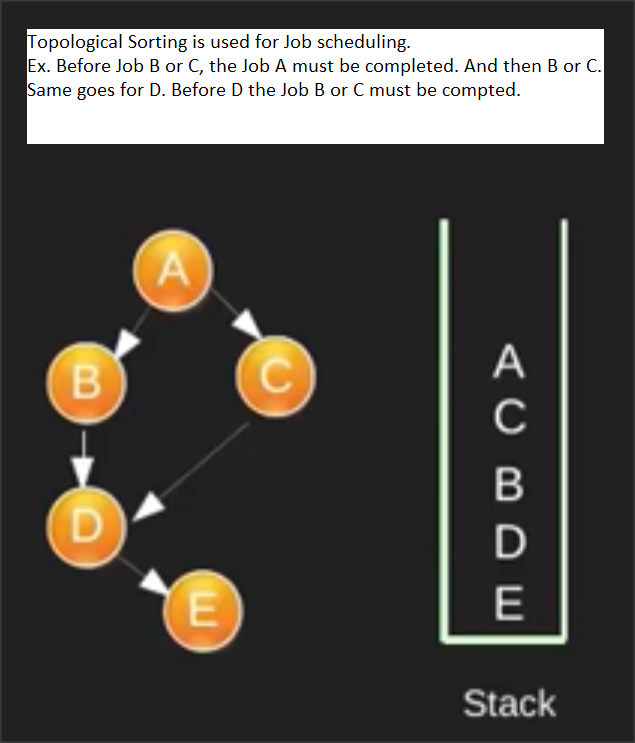 Topological Sorting is used for Job scheduling.
Ex. Before Job B or C, the Job A must be completed. And then B or C.
Same goes for D. Before D the Job B or C must be compted.
A
B
C
D
E
A
C
B
D
E
Stack